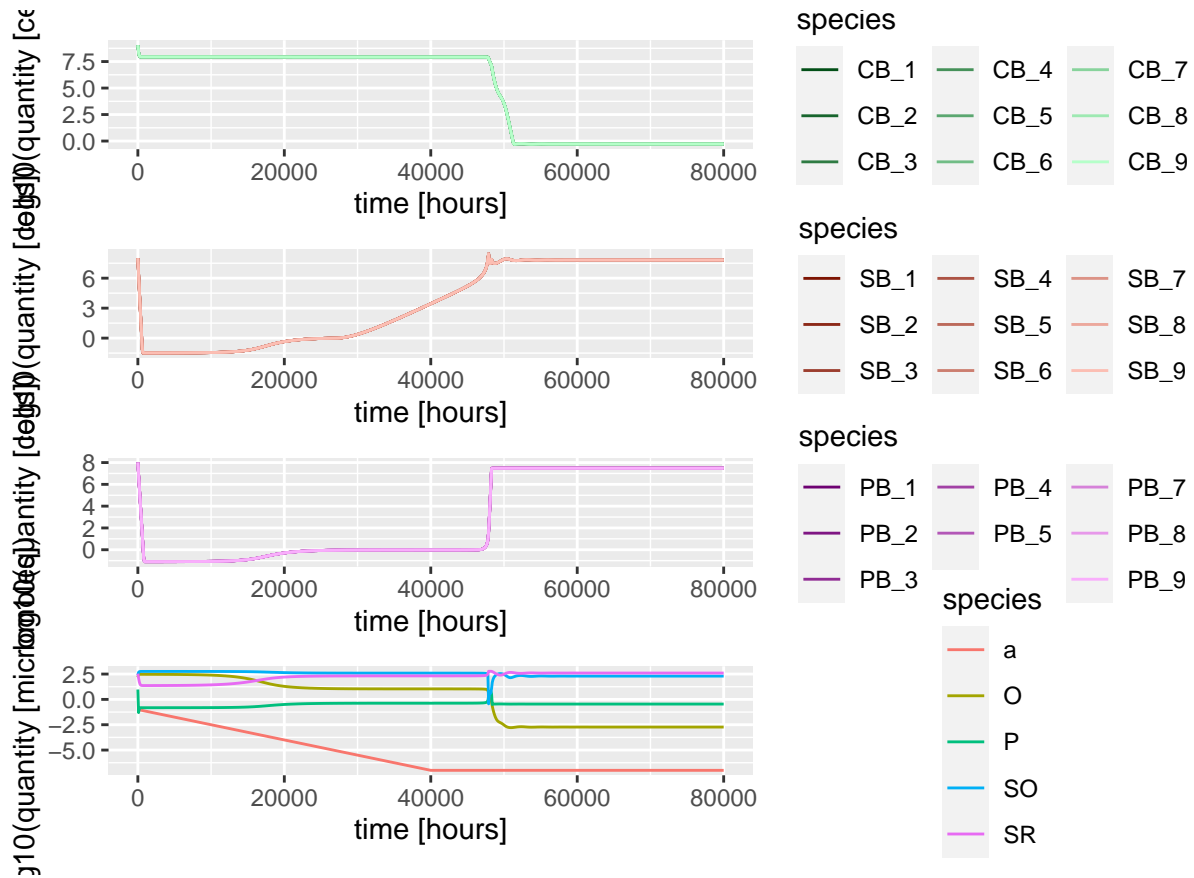 species
7.5
5.0
2.5
0.0
0 20000 40000 60000 80000
time [hours]
CB_1 CB_4 CB_7
CB_2 CB_5 CB_8
CB_3 CB_6 CB_9
6
3
0
0 20000 40000 60000 80000
time [hours]
species
SB_1 SB_4 SB_7
SB_2 SB_5 SB_8
SB_3 SB_6 SB_9
8
6
4
2
0
0 20000 40000 60000 80000
time [hours]
species
PB_1 PB_4 PB_7
PB_2 PB_5 PB_8
PB_3 PB_9
2.5
0.0
−2.5
−5.0
0 20000 40000 60000 80000
time [hours]
species
a
O
P
SO
SR